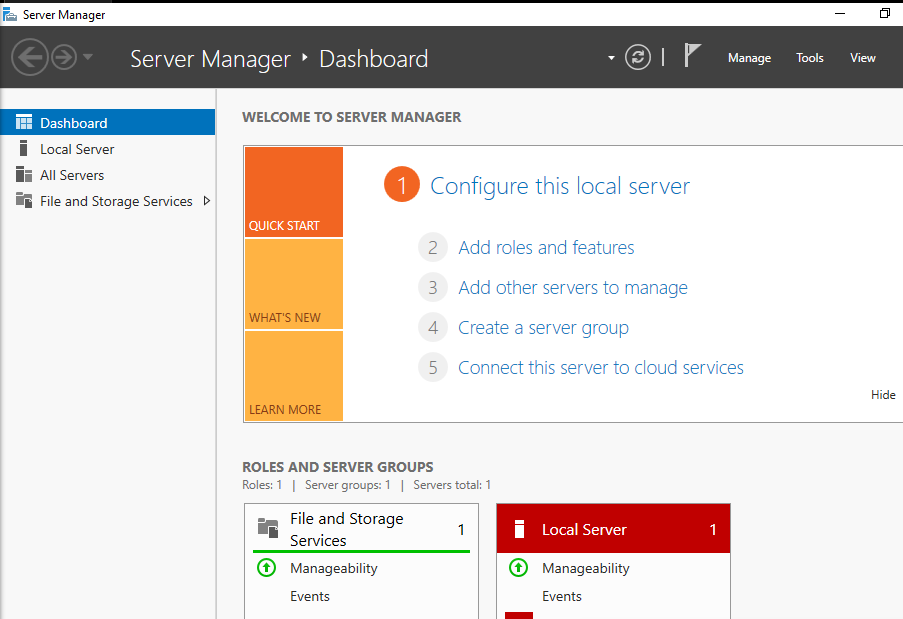 Server Manager
Server Manager ‣ Dashboard
Manage Tools View
Dashboard
Local Server
All Servers
File and Storage Services
WELCOME TO SERVER MANAGER
QUICK START
WHAT'S NEW
LEARN MORE
1 Configure this local server
2 Add roles and features
3 Add other servers to manage
4 Create a server group
5 Connect this server to cloud services
Hide
ROLES AND SERVER GROUPS
Roles: 1 | Server groups: 1 | Servers total: 1
File and Storage
Services
1
Manageability
Events
Local Server 1
Manageability
Events